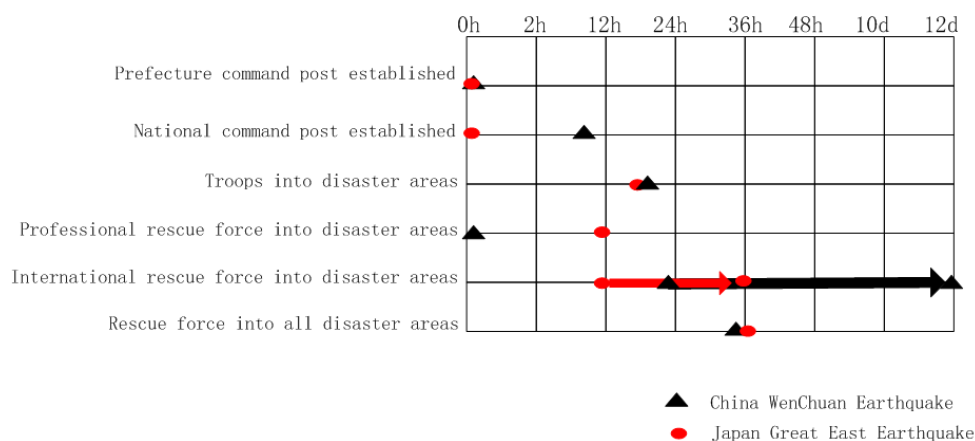 0h 2h 12h 24h 36h 48h 10d 12d
Prefecture command post established
National command post established
Troops into disaster areas
Professional rescue force into disaster areas
International rescue force into disaster areas
Rescue force into all disaster areas
China WenChuan Earthquake
Japan Great East Earthquake